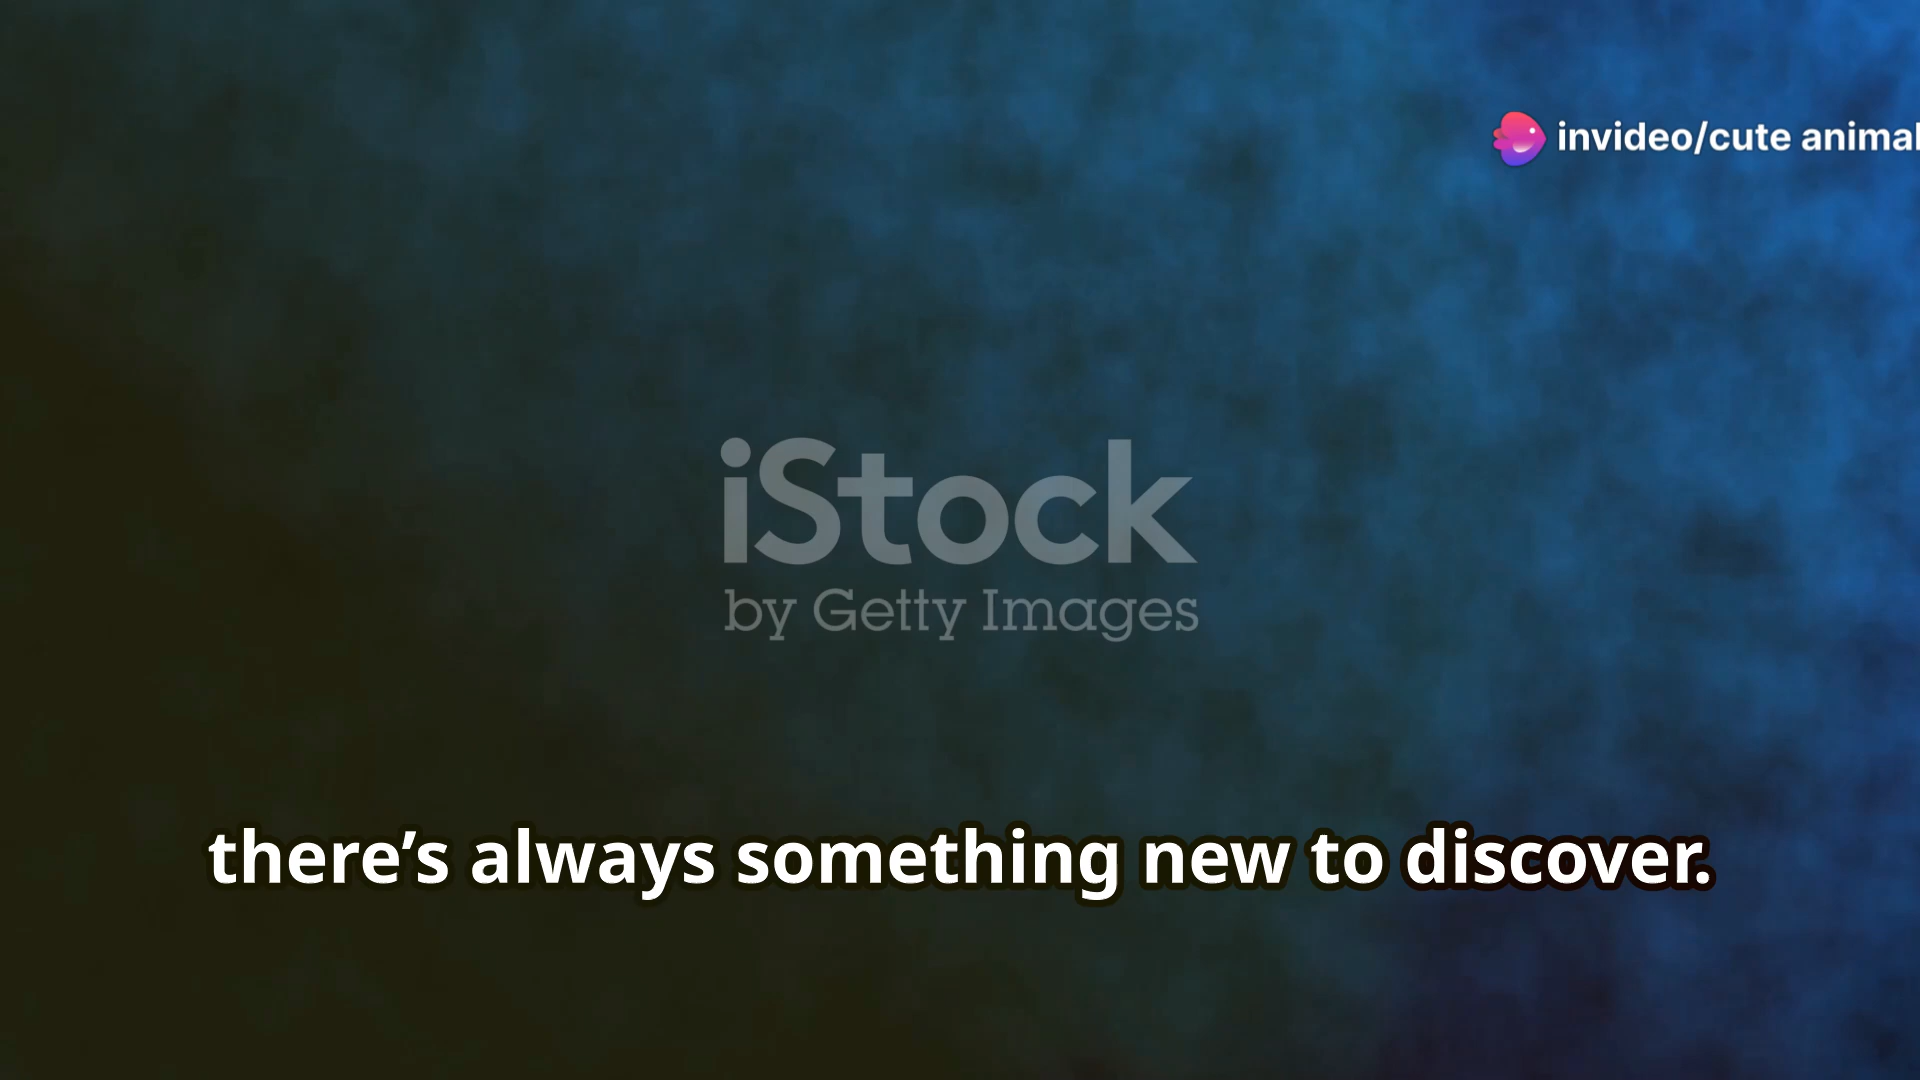 invideo/cute animal
iStock
by Getty Images
there’s always something new to discover.